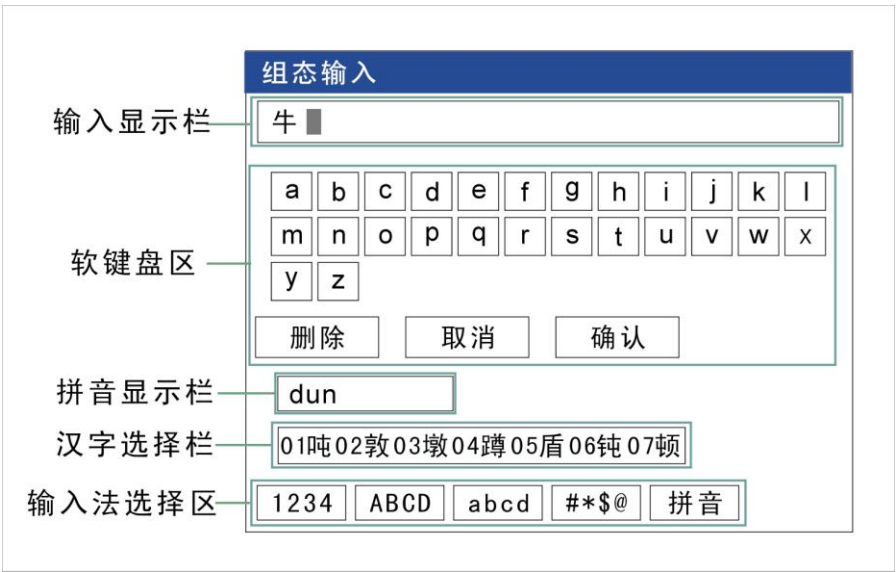 组态输入
输入显示栏 牛
a b c d e f g h i j k l
m n o p q r s t u v w x
软键盘区
y z
删除 取消 确认
拼音显示栏 dun
汉字选择栏 01吨02敦03墩04蹲05盾06钝07顿
输入法选择区 1234 ABCD abcd #*$@ 拼音